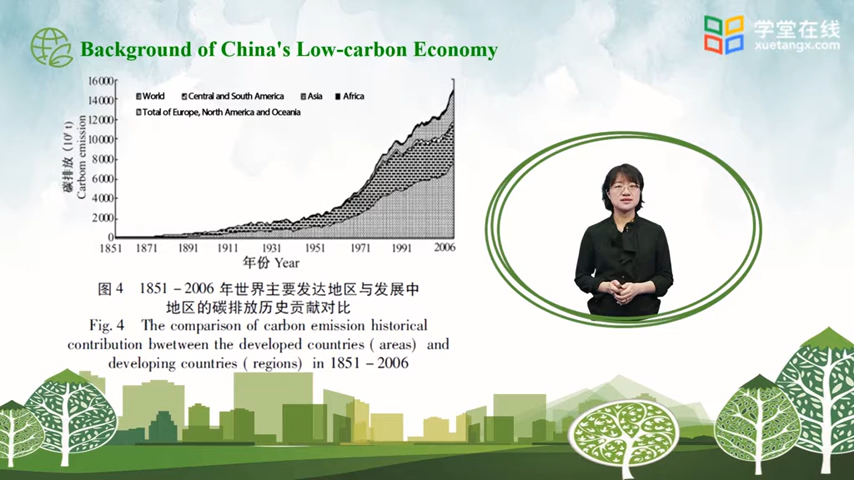 Background of China's Low-carbon Economy
学堂在线
xuetangx.com
16000
14000
12000
10000
8000
6000
4000
2000
0
碳排放(10⁶ t)
Carbom emission
World Central and South America Asia Africa
Total of Europe, North America and Oceania
1851 1871 1891 1911 1931 1951 1971 1991 2006
年份 Year
图 4 1851-2006 年世界主要发达地区与发展中
地区的碳排放历史贡献对比
Fig. 4 The comparison of carbon emission historical
contribution bwetween the developed countries ( areas) and
developing countries ( regions) in 1851-2006